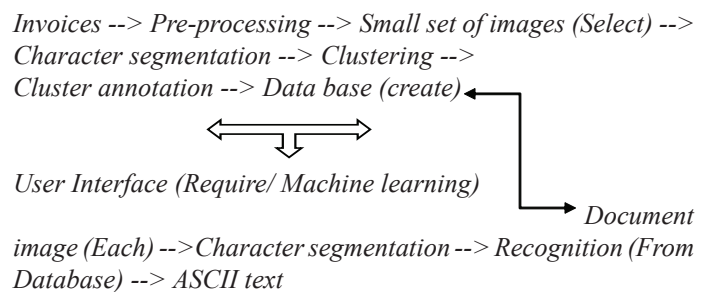 Invoices --> Pre-processing --> Small set of images (Select) -->
Character segmentation --> Clustering -->
Cluster annotation --> Data base (create)
User Interface (Require/ Machine learning)
Document
image (Each) -->Character segmentation --> Recognition (From
Database) --> ASCII text